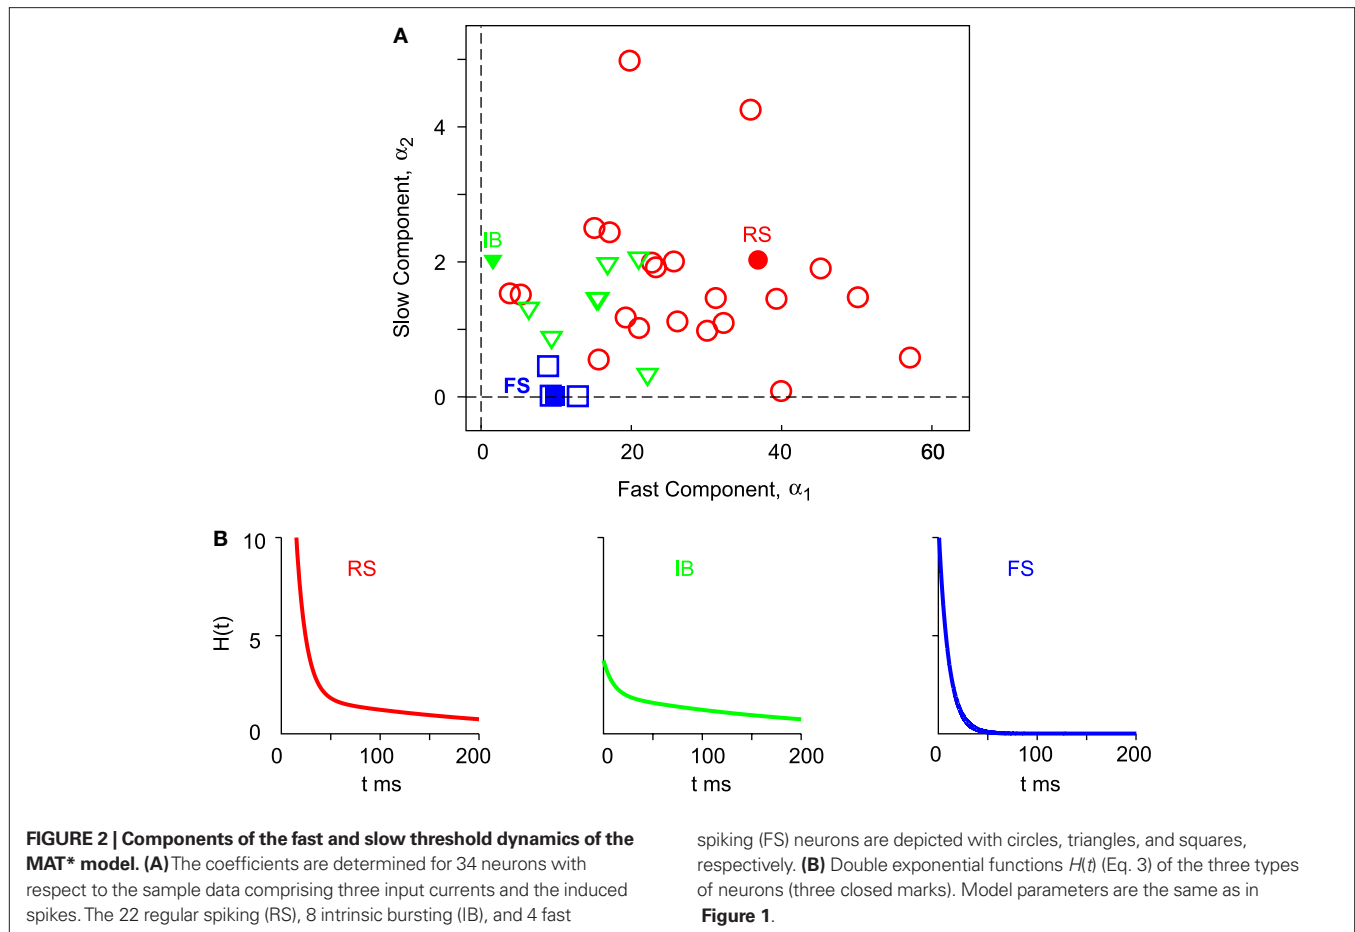 A
4
2
0
Slow Component, α2
IB
RS
FS
0 20 40 60
Fast Component, α1
B
10
5
0
H(t)
RS
0 100 200
t ms
IB
0 100 200
t ms
FS
0 100 200
t ms
FIGURE 2 | Components of the fast and slow threshold dynamics of the
MAT* model. (A) The coefficients are determined for 34 neurons with
respect to the sample data comprising three input currents and the induced
spikes. The 22 regular spiking (RS), 8 intrinsic bursting (IB), and 4 fast
spiking (FS) neurons are depicted with circles, triangles, and squares,
respectively. (B) Double exponential functions H(t) (Eq. 3) of the three types
of neurons (three closed marks). Model parameters are the same as in
Figure 1.